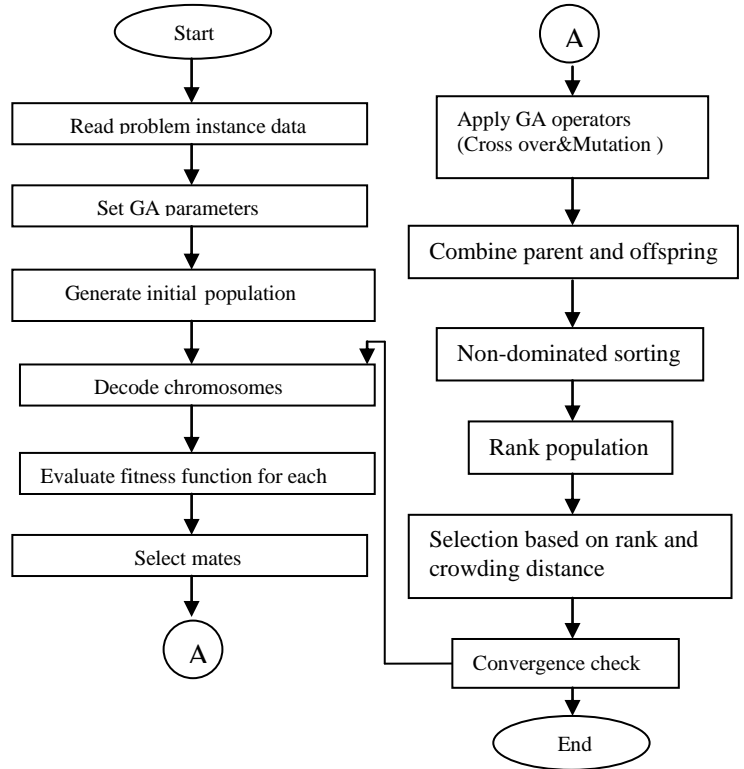 Start
Read problem instance data
Set GA parameters
Generate initial population
Decode chromosomes
Evaluate fitness function for each
Select mates
A
A
Apply GA operators
(Cross over&Mutation )
Combine parent and offspring
Non-dominated sorting
Rank population
Selection based on rank and
crowding distance
Convergence check
End